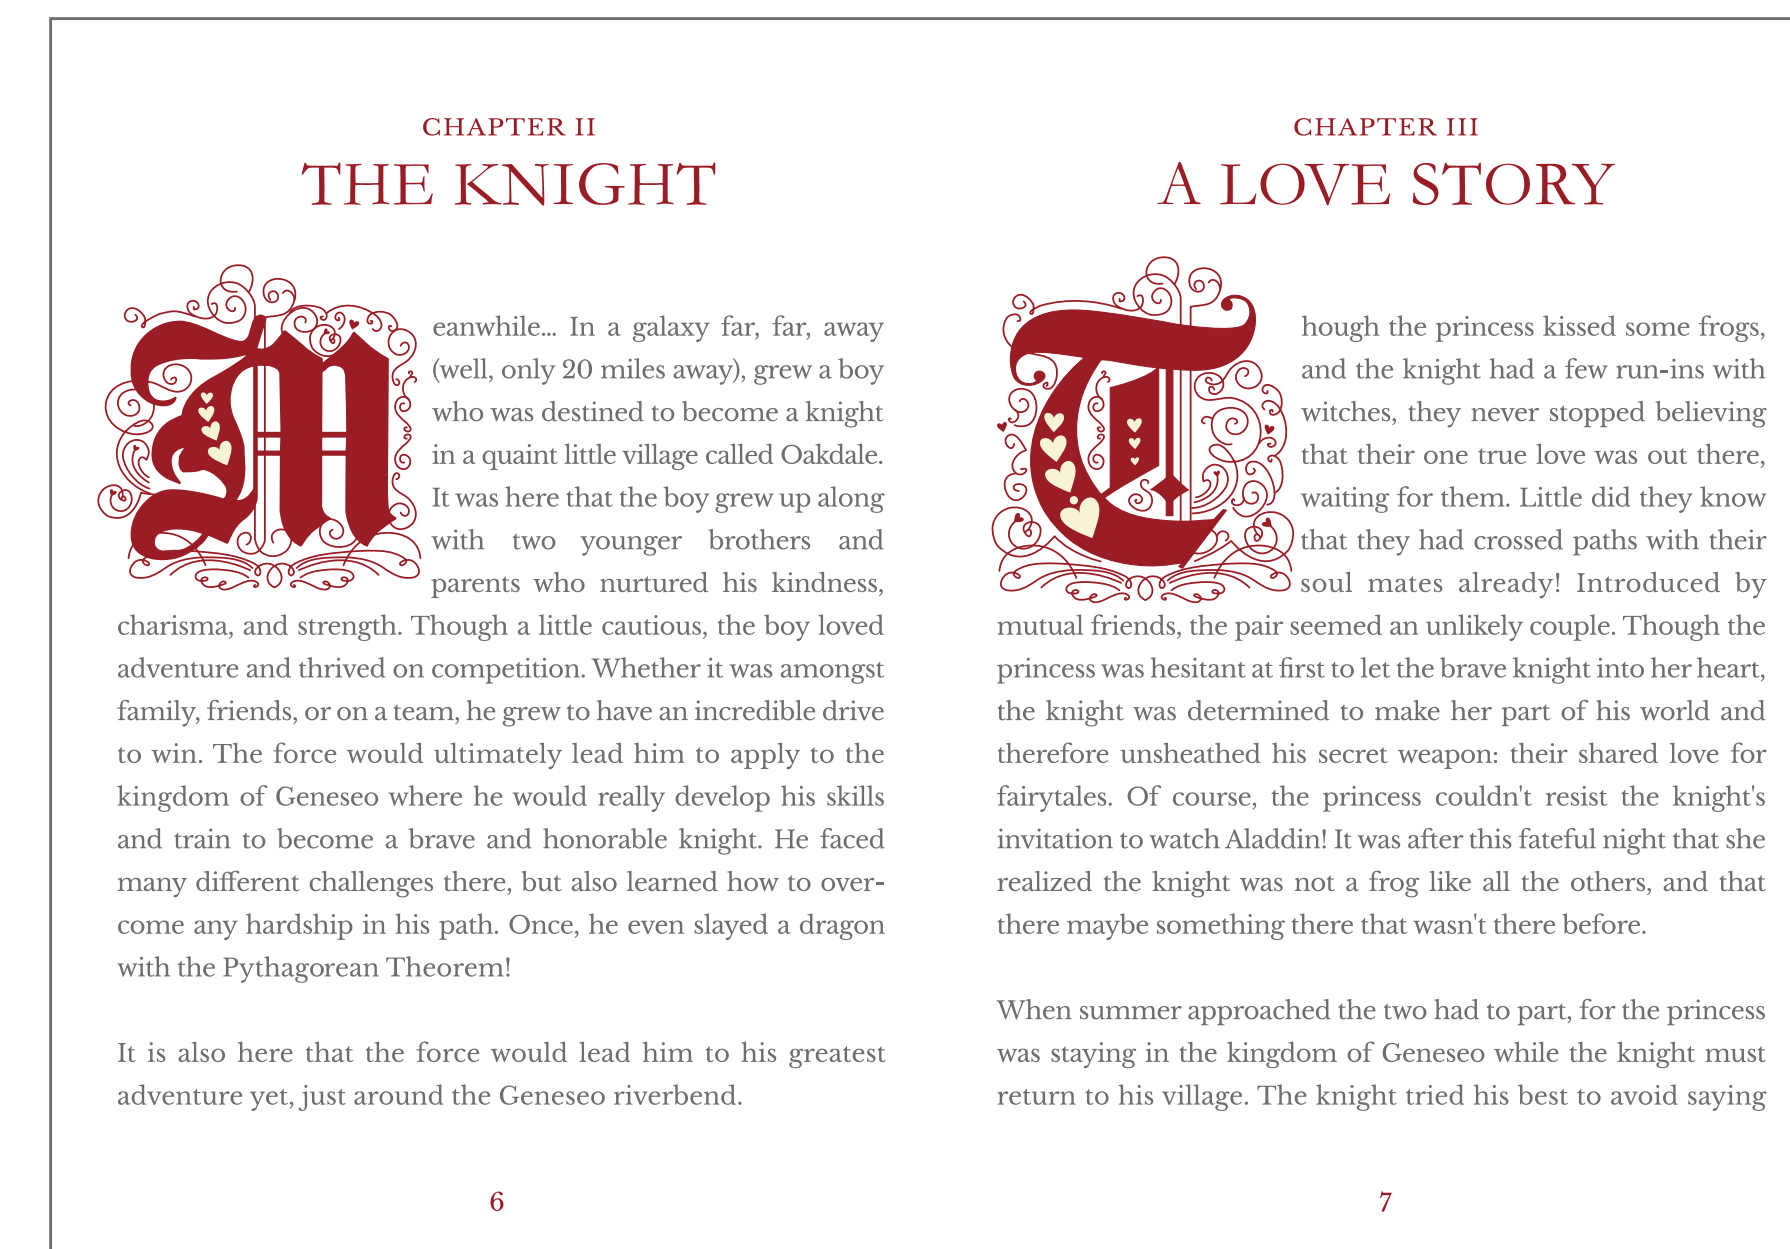 CHAPTER II
THE KNIGHT
Meanwhile... In a galaxy far, far, away
(well, only 20 miles away), grew a boy
who was destined to become a knight
in a quaint little village called Oakdale.
It was here that the boy grew up along
with two younger brothers and
parents who nurtured his kindness,
charisma, and strength. Though a little cautious, the boy loved
adventure and thrived on competition. Whether it was amongst
family, friends, or on a team, he grew to have an incredible drive
to win. The force would ultimately lead him to apply to the
kingdom of Geneseo where he would really develop his skills
and train to become a brave and honorable knight. He faced
many different challenges there, but also learned how to over-
come any hardship in his path. Once, he even slayed a dragon
with the Pythagorean Theorem!
It is also here that the force would lead him to his greatest
adventure yet, just around the Geneseo riverbend.
6
CHAPTER III
A LOVE STORY
Though the princess kissed some frogs,
and the knight had a few run-ins with
witches, they never stopped believing
that their one true love was out there,
waiting for them. Little did they know
that they had crossed paths with their
soul mates already! Introduced by
mutual friends, the pair seemed an unlikely couple. Though the
princess was hesitant at first to let the brave knight into her heart,
the knight was determined to make her part of his world and
therefore unsheathed his secret weapon: their shared love for
fairytales. Of course, the princess couldn't resist the knight's
invitation to watch Aladdin! It was after this fateful night that she
realized the knight was not a frog like all the others, and that
there maybe something there that wasn't there before.
When summer approached the two had to part, for the princess
was staying in the kingdom of Geneseo while the knight must
return to his village. The knight tried his best to avoid saying
7